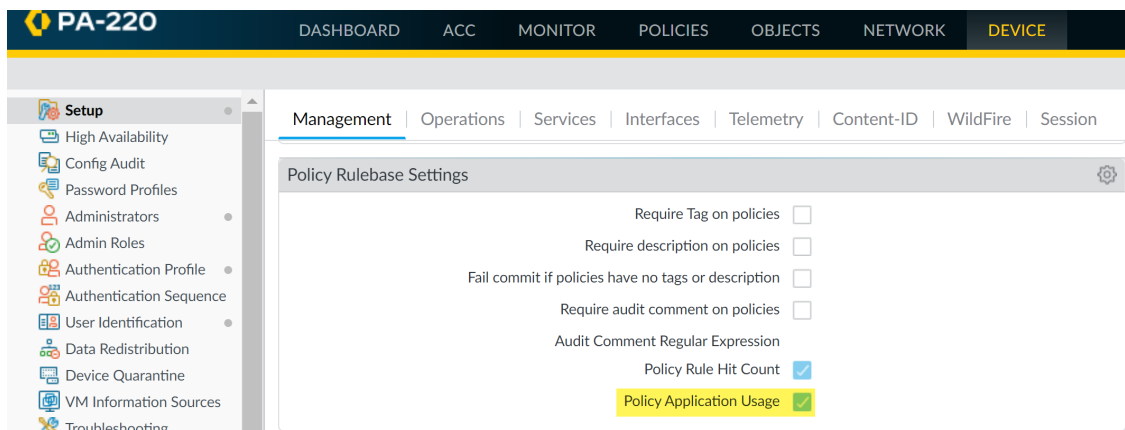 PA-220
DASHBOARD ACC MONITOR POLICIES OBJECTS NETWORK DEVICE
Setup
High Availability
Config Audit
Password Profiles
Administrators
Admin Roles
Authentication Profile
Authentication Sequence
User Identification
Data Redistribution
Device Quarantine
VM Information Sources
Troubleshooting
Management Operations Services Interfaces Telemetry Content-ID WildFire Session
Policy Rulebase Settings
Require Tag on policies
Require description on policies
Fail commit if policies have no tags or description
Require audit comment on policies
Audit Comment Regular Expression
Policy Rule Hit Count
Policy Application Usage